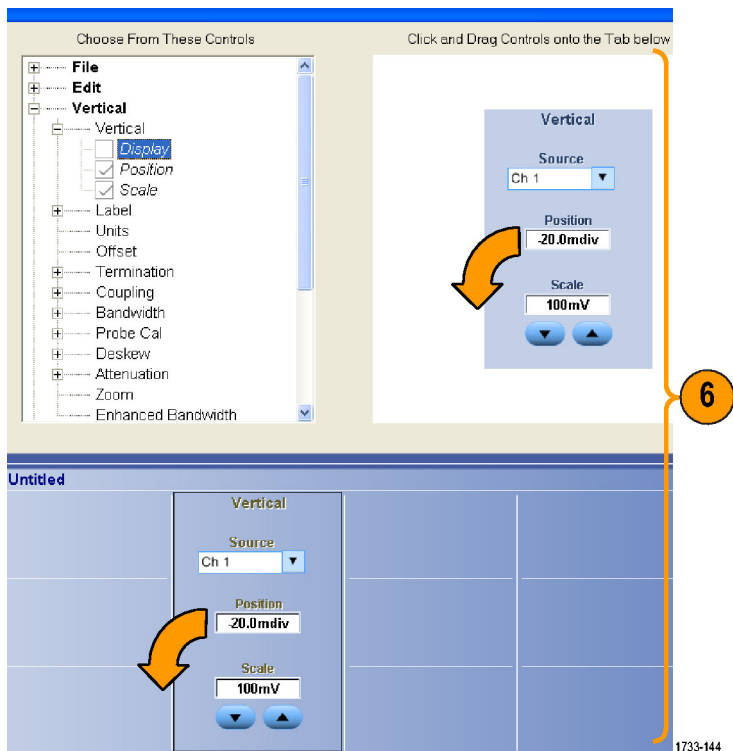 Choose From These Controls
Click and Drag Controls onto the Tab below
File
Edit
Vertical
Vertical
Display
Position
Scale
Label
Units
Offset
Termination
Coupling
Bandwidth
Probe Cal
Deskew
Attenuation
Zoom
Enhanced Bandwidth
Vertical
Source
Ch 1
Position
-20.0mdiv
Scale
100mV
6
Untitled
Vertical
Source
Ch 1
Position
-20.0mdiv
Scale
100mV
1733-144